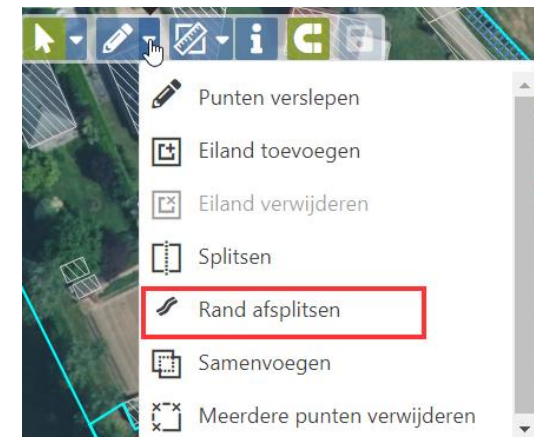 Punten verslepen
Eiland toevoegen
Eiland verwijderen
Splitsen
Rand afsplitsen
Samenvoegen
Meerdere punten verwijderen